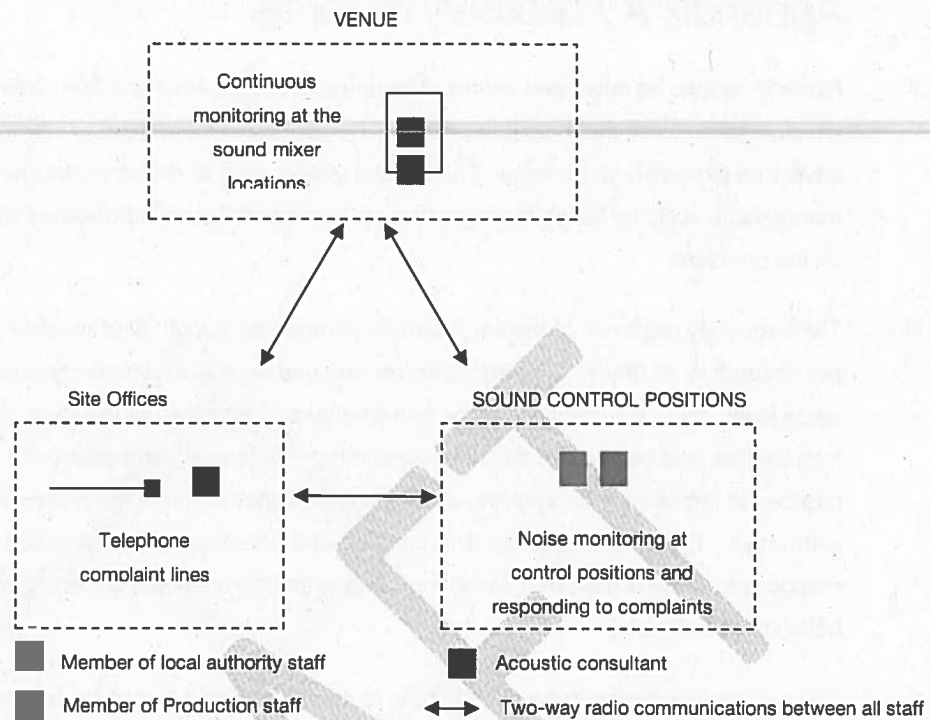 VENUE
Continuous
monitoring at the
sound mixer
locations
Site Offices
SOUND CONTROL POSITIONS
Telephone
complaint lines
Noise monitoring at
control positions and
responding to complaints
Member of local authority staff
Acoustic consultant
Member of Production staff
Two-way radio communications between all staff